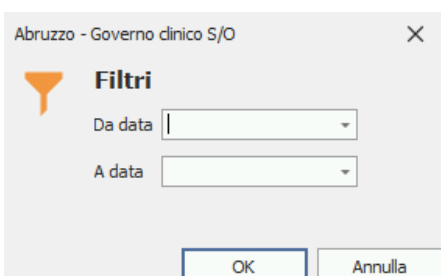 Abruzzo - Governo clinico S/O
Filtri
Da data
A data
OK Annulla